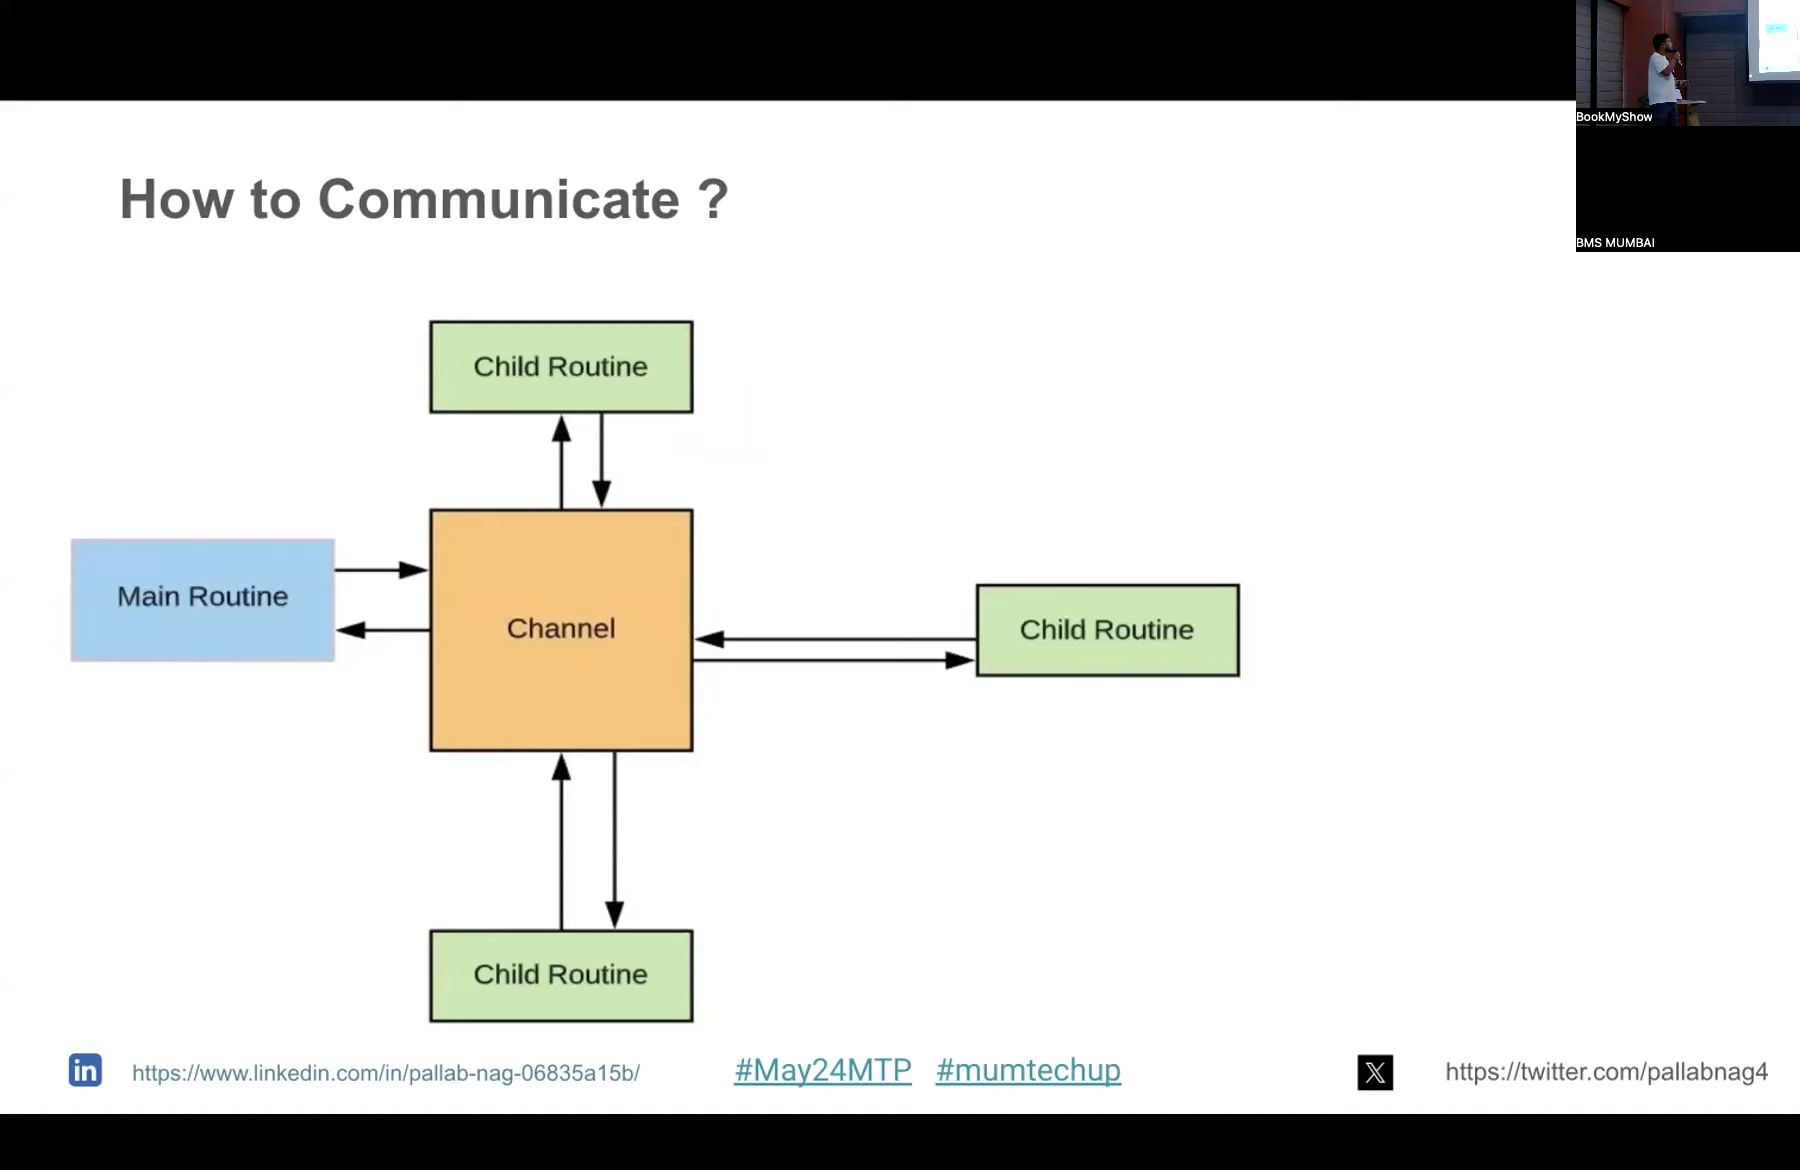 BookMyShow
BMS MUMBAI
How to Communicate ?
Child Routine
Main Routine
Channel
Child Routine
Child Routine
in
https://www.linkedin.com/in/pallab-nag-06835a15b/
#May24MTP #mumtechup
X
https://twitter.com/pallabnag4